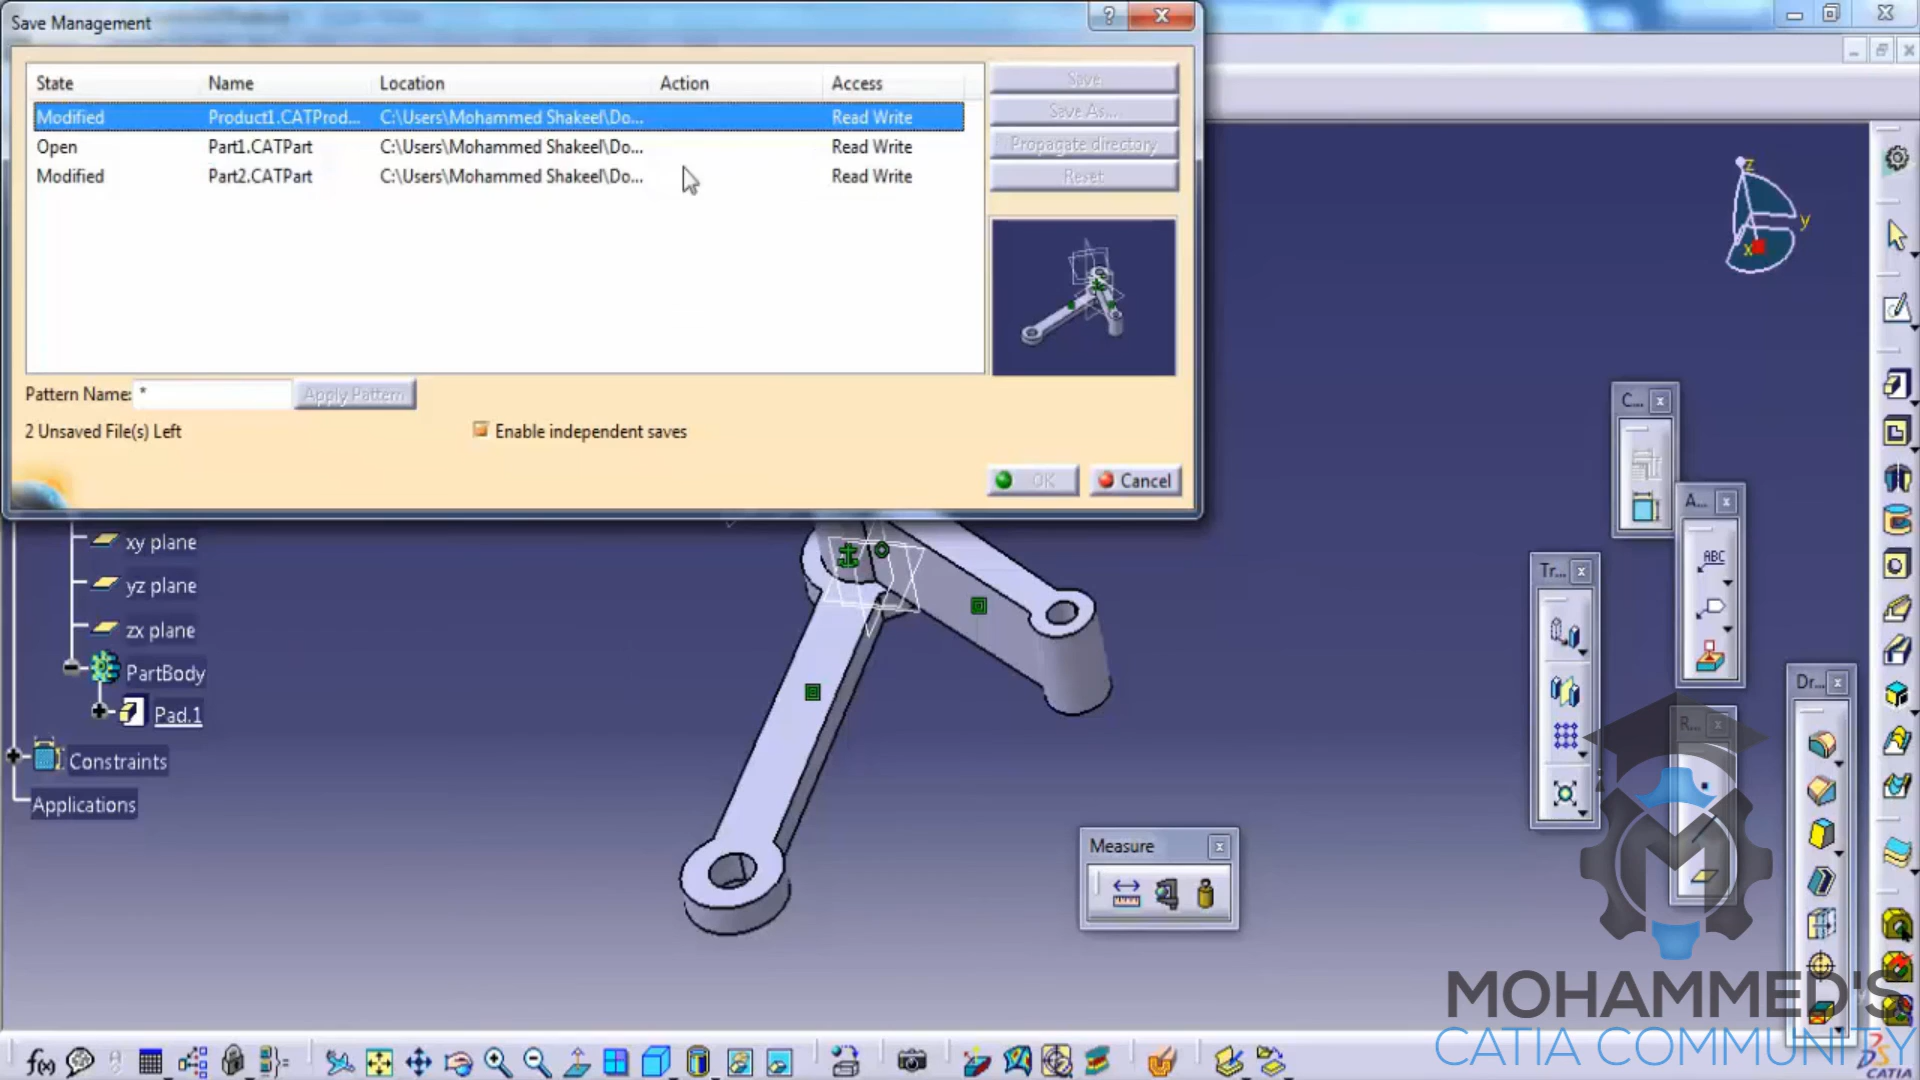 Save Management
State Name Location Action Access
Modified Product1.CATProd... C:\Users\Mohammed Shakeel\Do... Read Write
Open Part1.CATPart C:\Users\Mohammed Shakeel\Do... Read Write
Modified Part2.CATPart C:\Users\Mohammed Shakeel\Do... Read Write
Save
Save As...
Propagate directory
Reset
Pattern Name: * Apply Pattern
2 Unsaved File(s) Left
Enable independent saves
OK Cancel
z
y
x
C...
A...
ABC
Tr...
Dr...
R...
xy plane
yz plane
zx plane
PartBody
Pad.1
Constraints
Applications
Measure
MOHAMMED'S
CATIA COMMUNITY
f(x)
CATIA